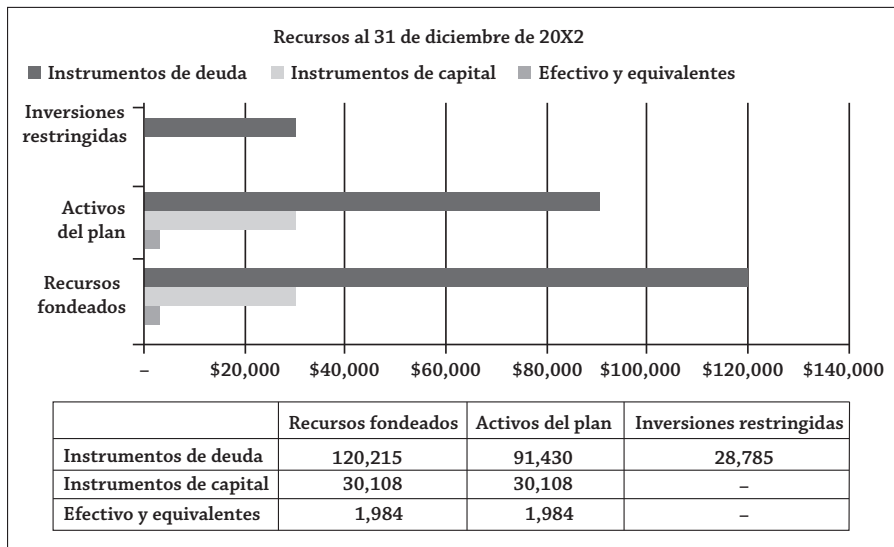 Recursos al 31 de diciembre de 20X2
Instrumentos de deuda Instrumentos de capital Efectivo y equivalentes
Inversiones
restringidas
Activos
del plan
Recursos
fondeados
– $20,000 $40,000 $60,000 $80,000 $100,000 $120,000 $140,000
Recursos fondeados Activos del plan Inversiones restringidas
Instrumentos de deuda 120,215 91,430 28,785
Instrumentos de capital 30,108 30,108 –
Efectivo y equivalentes 1,984 1,984 –